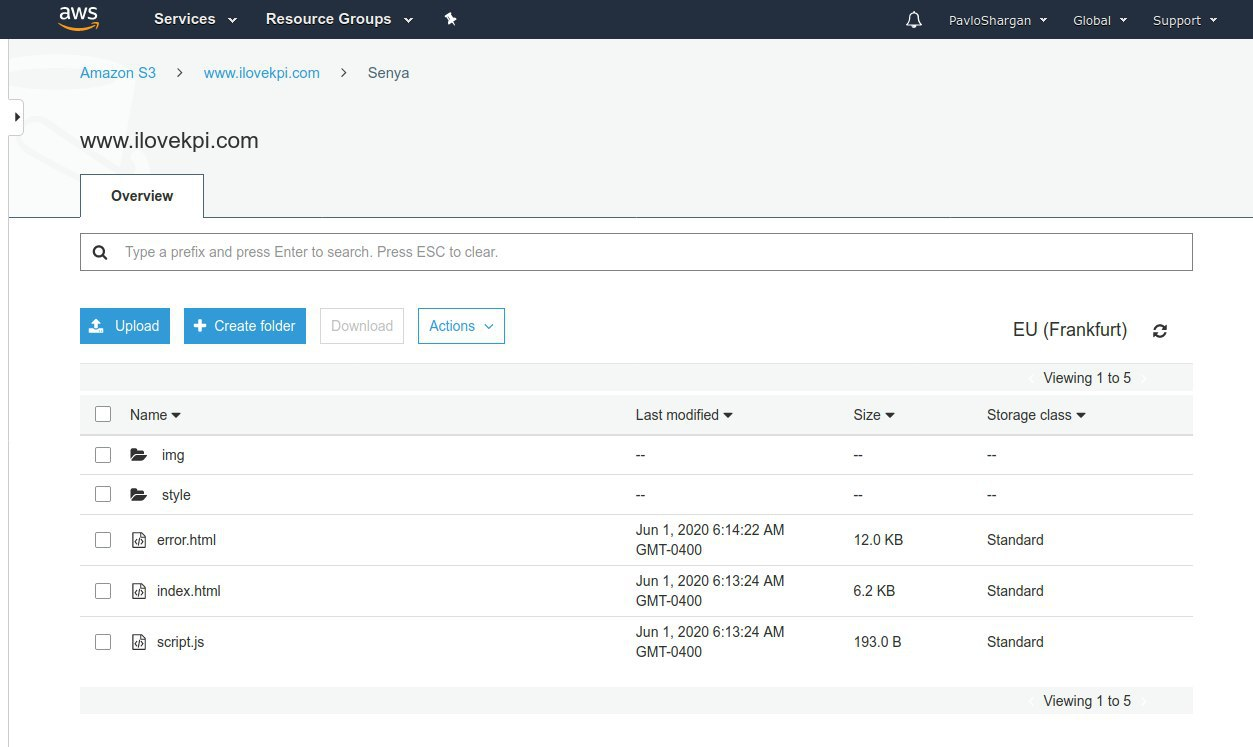 aws Services Resource Groups PavloShargan Global Support
Amazon S3 > www.ilovekpi.com > Senya
www.ilovekpi.com
Overview
Type a prefix and press Enter to search. Press ESC to clear.
Upload Create folder Download Actions EU (Frankfurt)
Viewing 1 to 5
Name Last modified Size Storage class
img -- -- --
style -- -- --
error.html Jun 1, 2020 6:14:22 AM GMT-0400 12.0 KB Standard
index.html Jun 1, 2020 6:13:24 AM GMT-0400 6.2 KB Standard
script.js Jun 1, 2020 6:13:24 AM GMT-0400 193.0 B Standard
Viewing 1 to 5